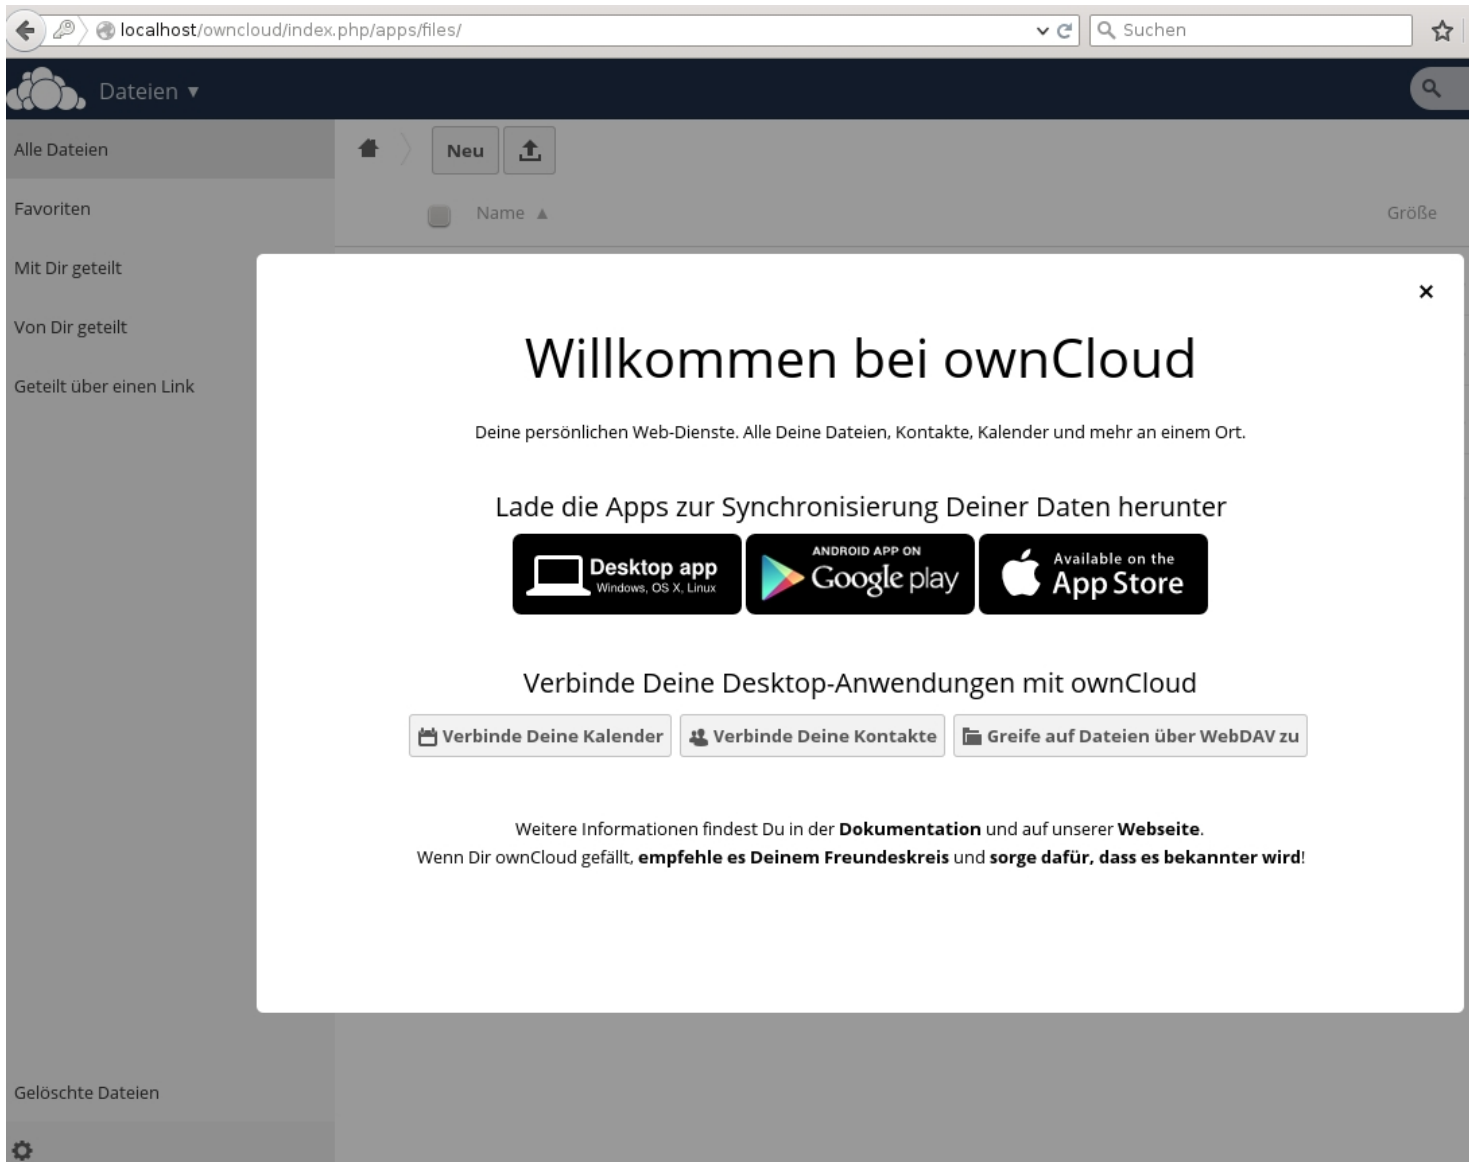 localhost/owncloud/index.php/apps/files/
Suchen
Dateien ▼
Alle Dateien
Neu
Favoriten
Name ▲
Größe
Mit Dir geteilt
Von Dir geteilt
Geteilt über einen Link
×
Willkommen bei ownCloud
Deine persönlichen Web-Dienste. Alle Deine Dateien, Kontakte, Kalender und mehr an einem Ort.
Lade die Apps zur Synchronisierung Deiner Daten herunter
Desktop app
Windows, OS X, Linux
ANDROID APP ON
Google play
Available on the
App Store
Verbinde Deine Desktop-Anwendungen mit ownCloud
Verbinde Deine Kalender
Verbinde Deine Kontakte
Greife auf Dateien über WebDAV zu
Weitere Informationen findest Du in der Dokumentation und auf unserer Webseite.
Wenn Dir ownCloud gefällt, empfehle es Deinem Freundeskreis und sorge dafür, dass es bekannter wird!
Gelöschte Dateien